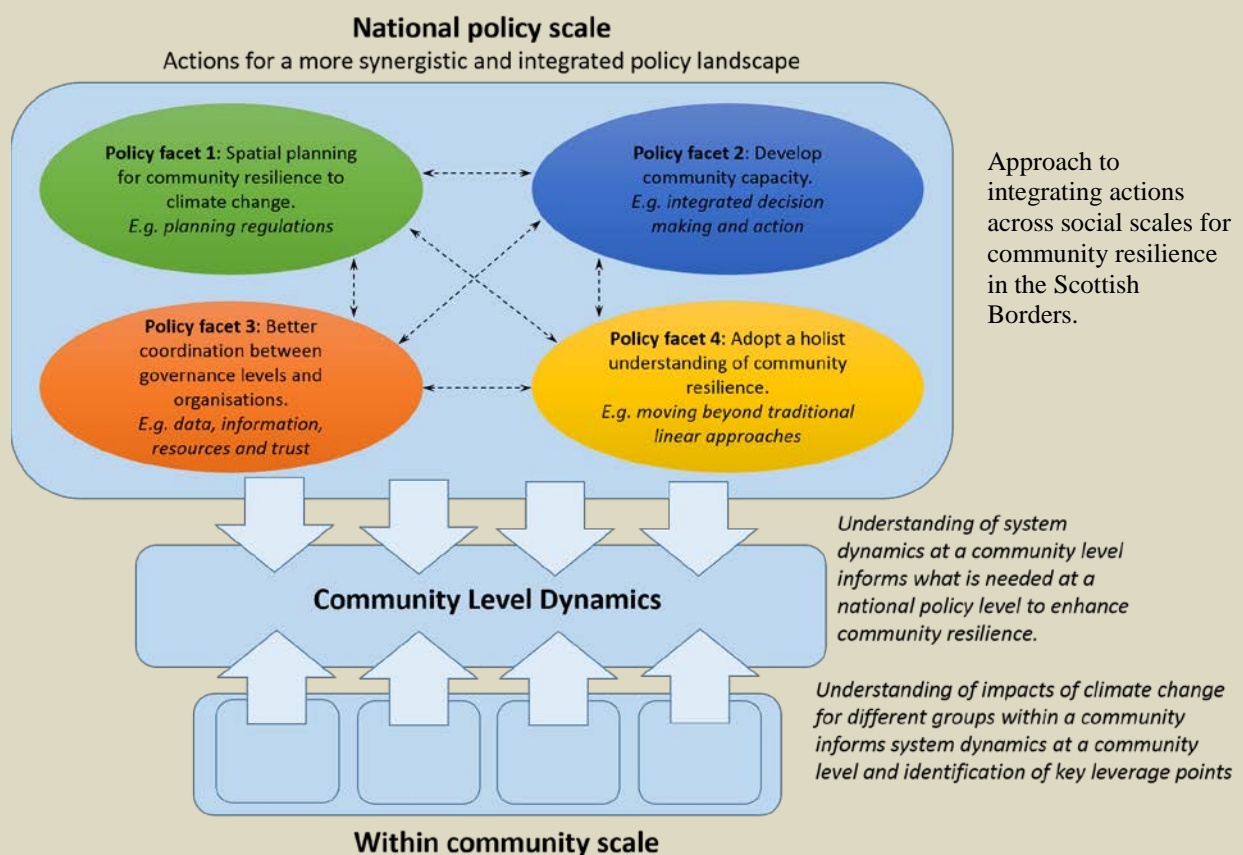 National policy scale
Actions for a more synergistic and integrated policy landscape
Policy facet 1: Spatial planning
for community resilience to
climate change.
E.g. planning regulations
Policy facet 2: Develop
community capacity.
E.g. integrated decision
making and action
Policy facet 3: Better
coordination between
governance levels and
organisations.
E.g. data, information,
resources and trust
Policy facet 4: Adopt a holist
understanding of community
resilience.
E.g. moving beyond traditional
linear approaches
Approach to
integrating actions
across social scales for
community resilience
in the Scottish
Borders.
Community Level Dynamics
Understanding of system
dynamics at a community level
informs what is needed at a
national policy level to enhance
community resilience.
Understanding of impacts of climate change
for different groups within a community
informs system dynamics at a community
level and identification of key leverage points
Within community scale